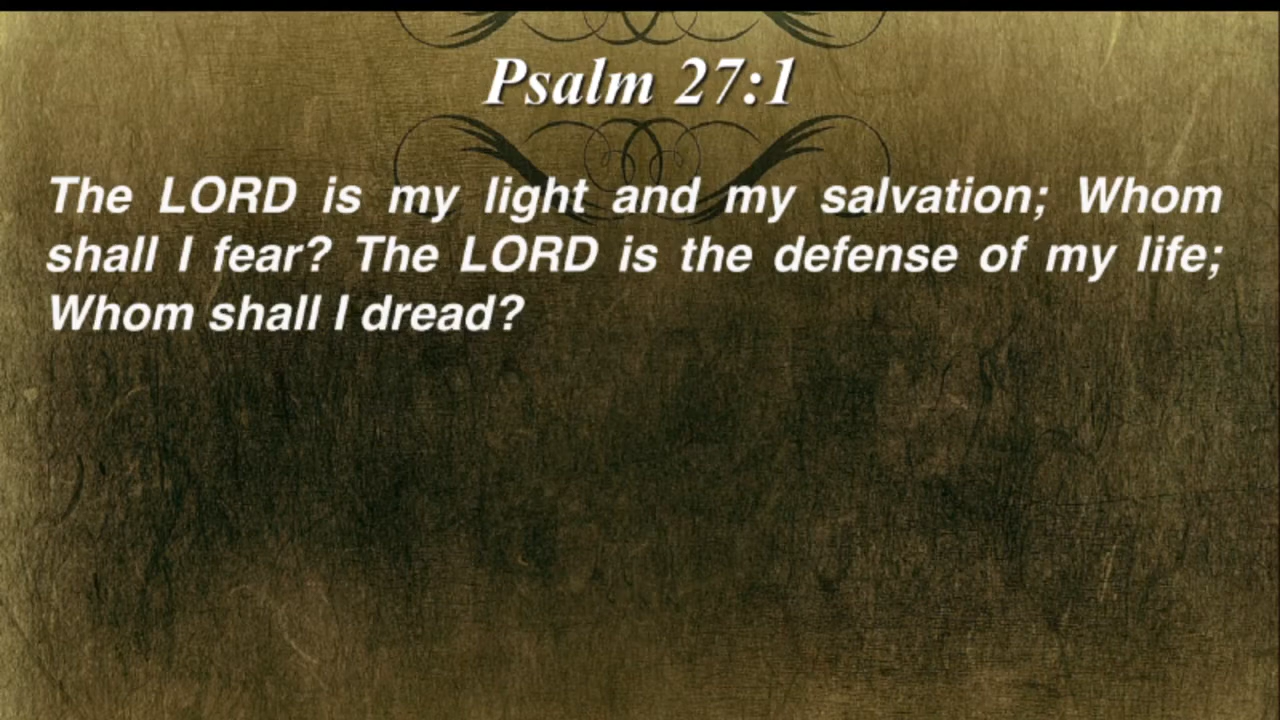 Psalm 27:1
The LORD is my light and my salvation; Whom
shall I fear? The LORD is the defense of my life;
Whom shall I dread?